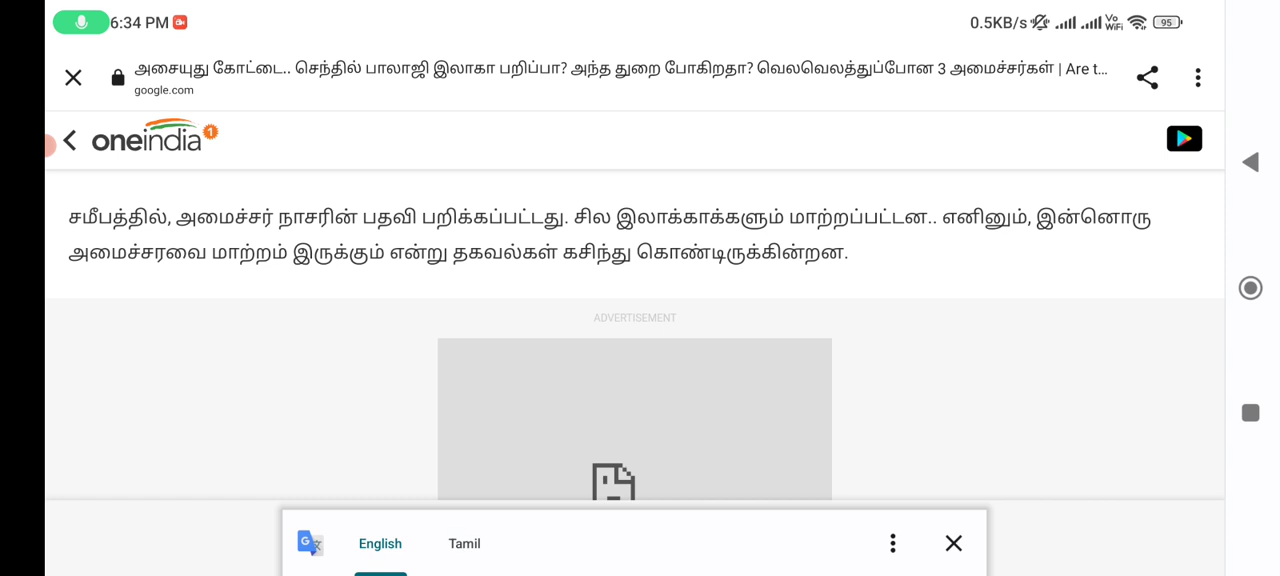 6:34 PM
0.5KB/s Vo WiFi 95
அசையுது கோட்டை.. செந்தில் பாலாஜி இலாகா பறிப்பா? அந்த துறை போகிறதா? வெலவெலத்துப்போன 3 அமைச்சர்கள் | Are t...
google.com
oneindia 1
சமீபத்தில், அமைச்சர் நாசரின் பதவி பறிக்கப்பட்டது. சில இலாக்காக்களும் மாற்றப்பட்டன.. எனினும், இன்னொரு
அமைச்சரவை மாற்றம் இருக்கும் என்று தகவல்கள் கசிந்து கொண்டிருக்கின்றன.
ADVERTISEMENT
English Tamil